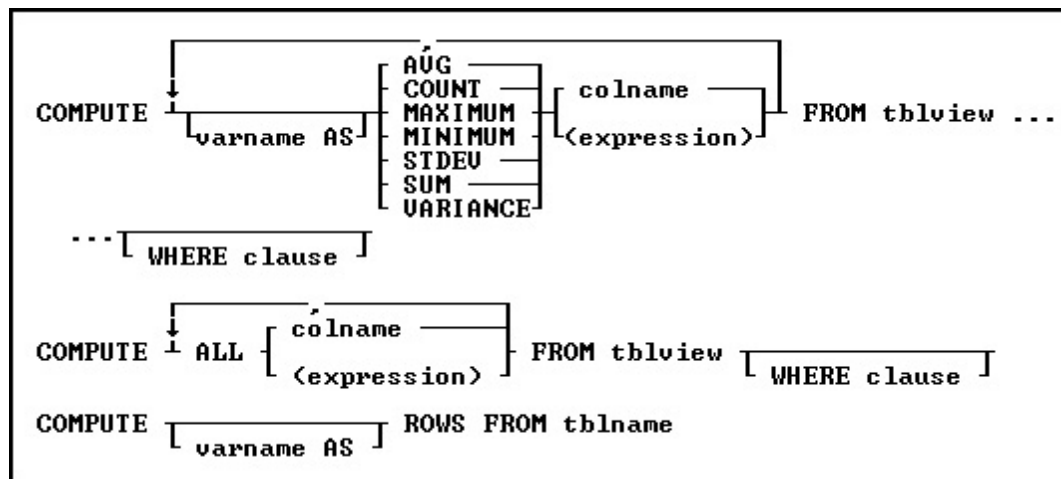 ,
AVG
COUNT colname
COMPUTE varname AS MAXIMUM (expression) FROM tblview ...
MINIMUM
STDEV
SUM
VARIANCE
... WHERE clause
,
COMPUTE ALL colname FROM tblview WHERE clause
(expression)
COMPUTE varname AS ROWS FROM tblname